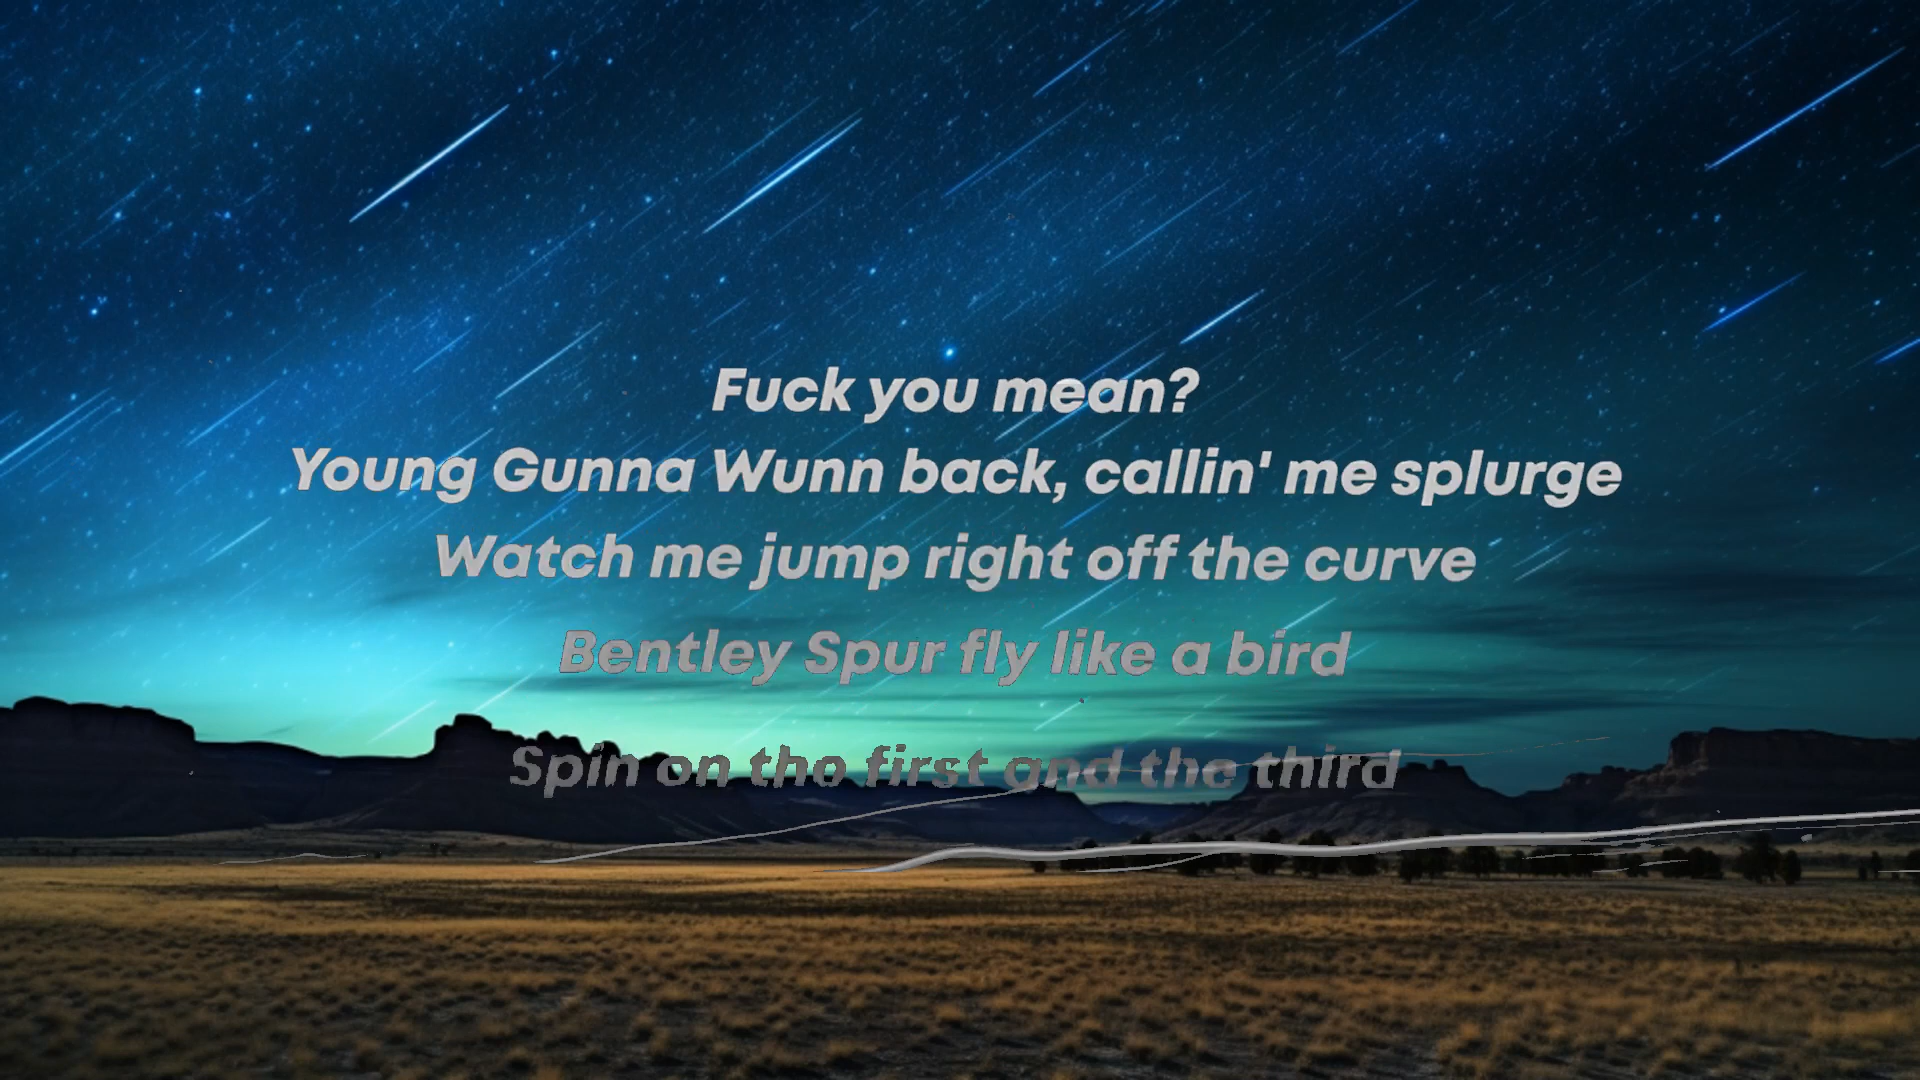 Fuck you mean?
Young Gunna Wunn back, callin' me splurge
Watch me jump right off the curve
Bentley Spur fly like a bird
Spin on tho first and the third